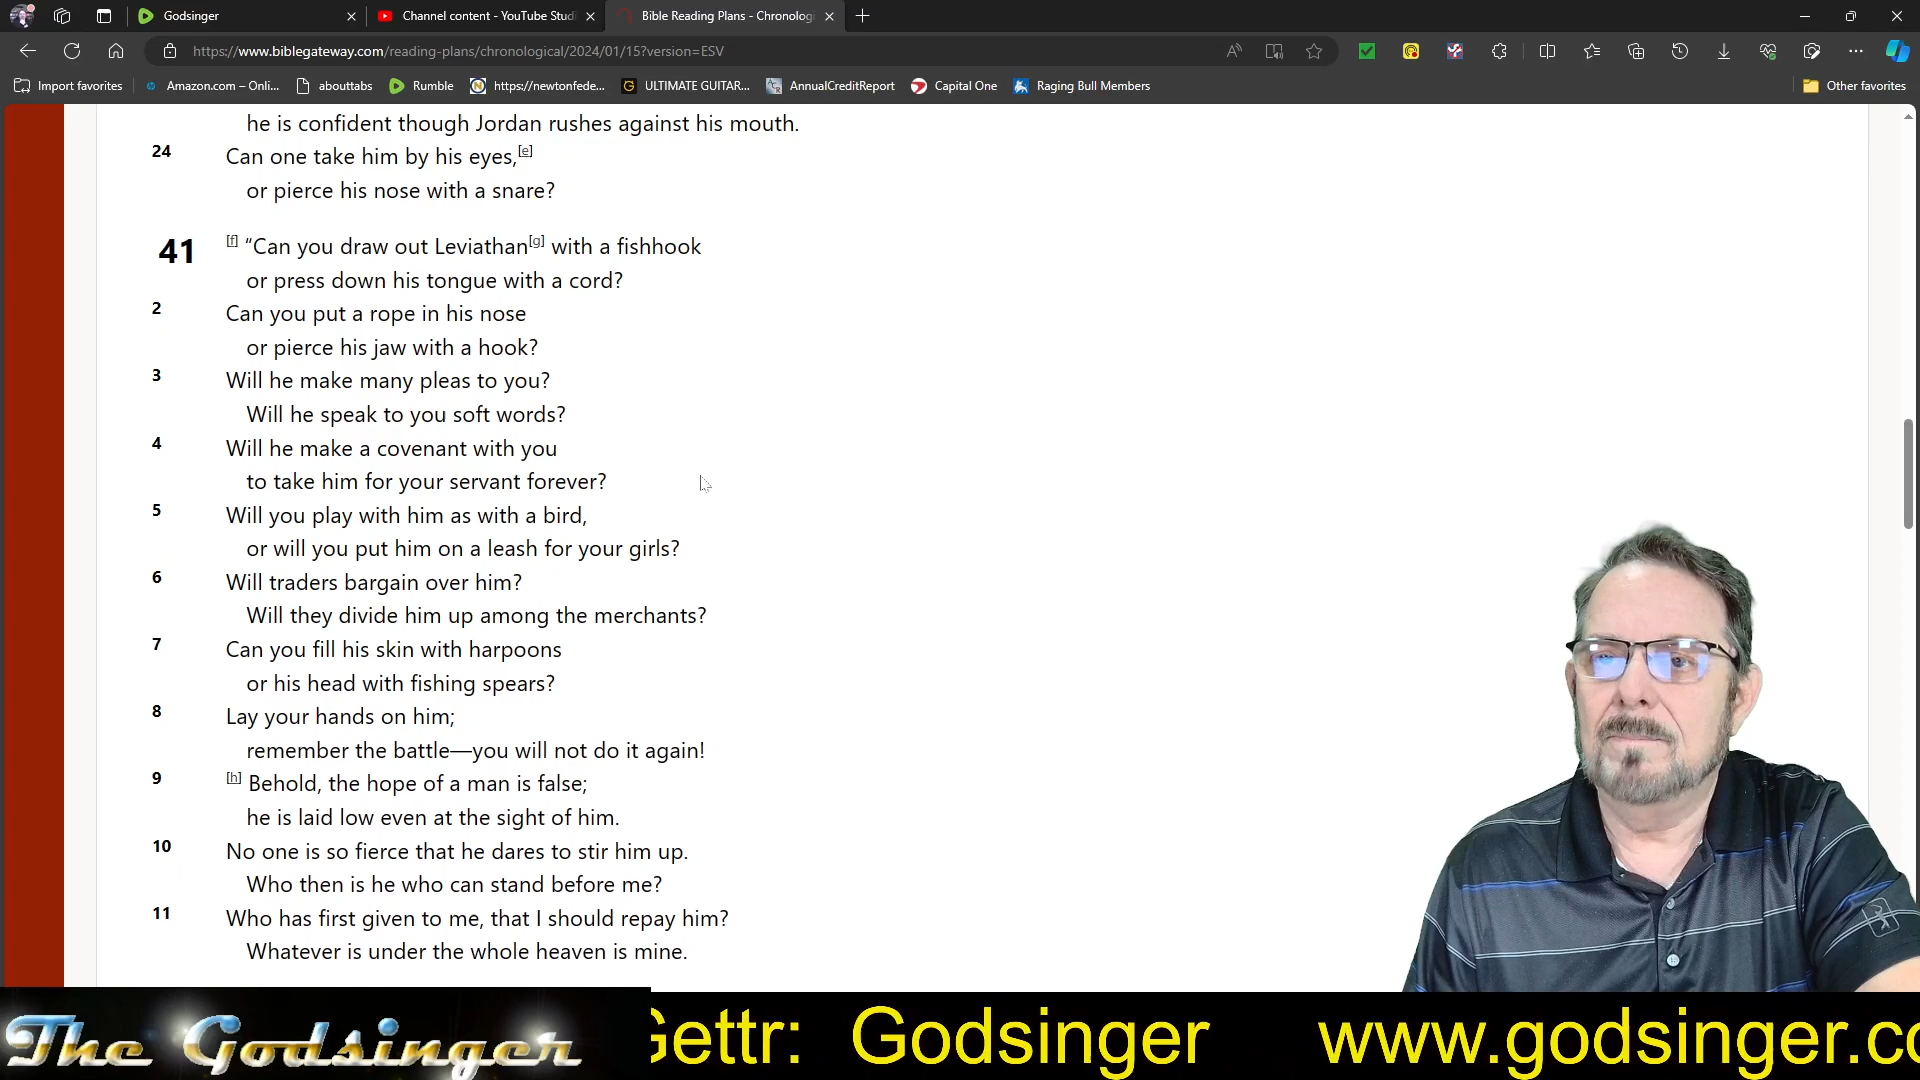 Godsinger
Channel content - YouTube Studi
Bible Reading Plans - Chronolog
https://www.biblegateway.com/reading-plans/chronological/2024/01/15?version=ESV
Import favorites
Amazon.com – Onli...
abouttabs
Rumble
https://newtonfede...
ULTIMATE GUITAR...
AnnualCreditReport
Capital One
Raging Bull Members
Other favorites
he is confident though Jordan rushes against his mouth.
24 Can one take him by his eyes,[e]
or pierce his nose with a snare?
41 [f] “Can you draw out Leviathan[g] with a fishhook
or press down his tongue with a cord?
2 Can you put a rope in his nose
or pierce his jaw with a hook?
3 Will he make many pleas to you?
Will he speak to you soft words?
4 Will he make a covenant with you
to take him for your servant forever?
5 Will you play with him as with a bird,
or will you put him on a leash for your girls?
6 Will traders bargain over him?
Will they divide him up among the merchants?
7 Can you fill his skin with harpoons
or his head with fishing spears?
8 Lay your hands on him;
remember the battle—you will not do it again!
9 [h] Behold, the hope of a man is false;
he is laid low even at the sight of him.
10 No one is so fierce that he dares to stir him up.
Who then is he who can stand before me?
11 Who has first given to me, that I should repay him?
Whatever is under the whole heaven is mine.
The Godsinger
Gettr: Godsinger www.godsinger.co